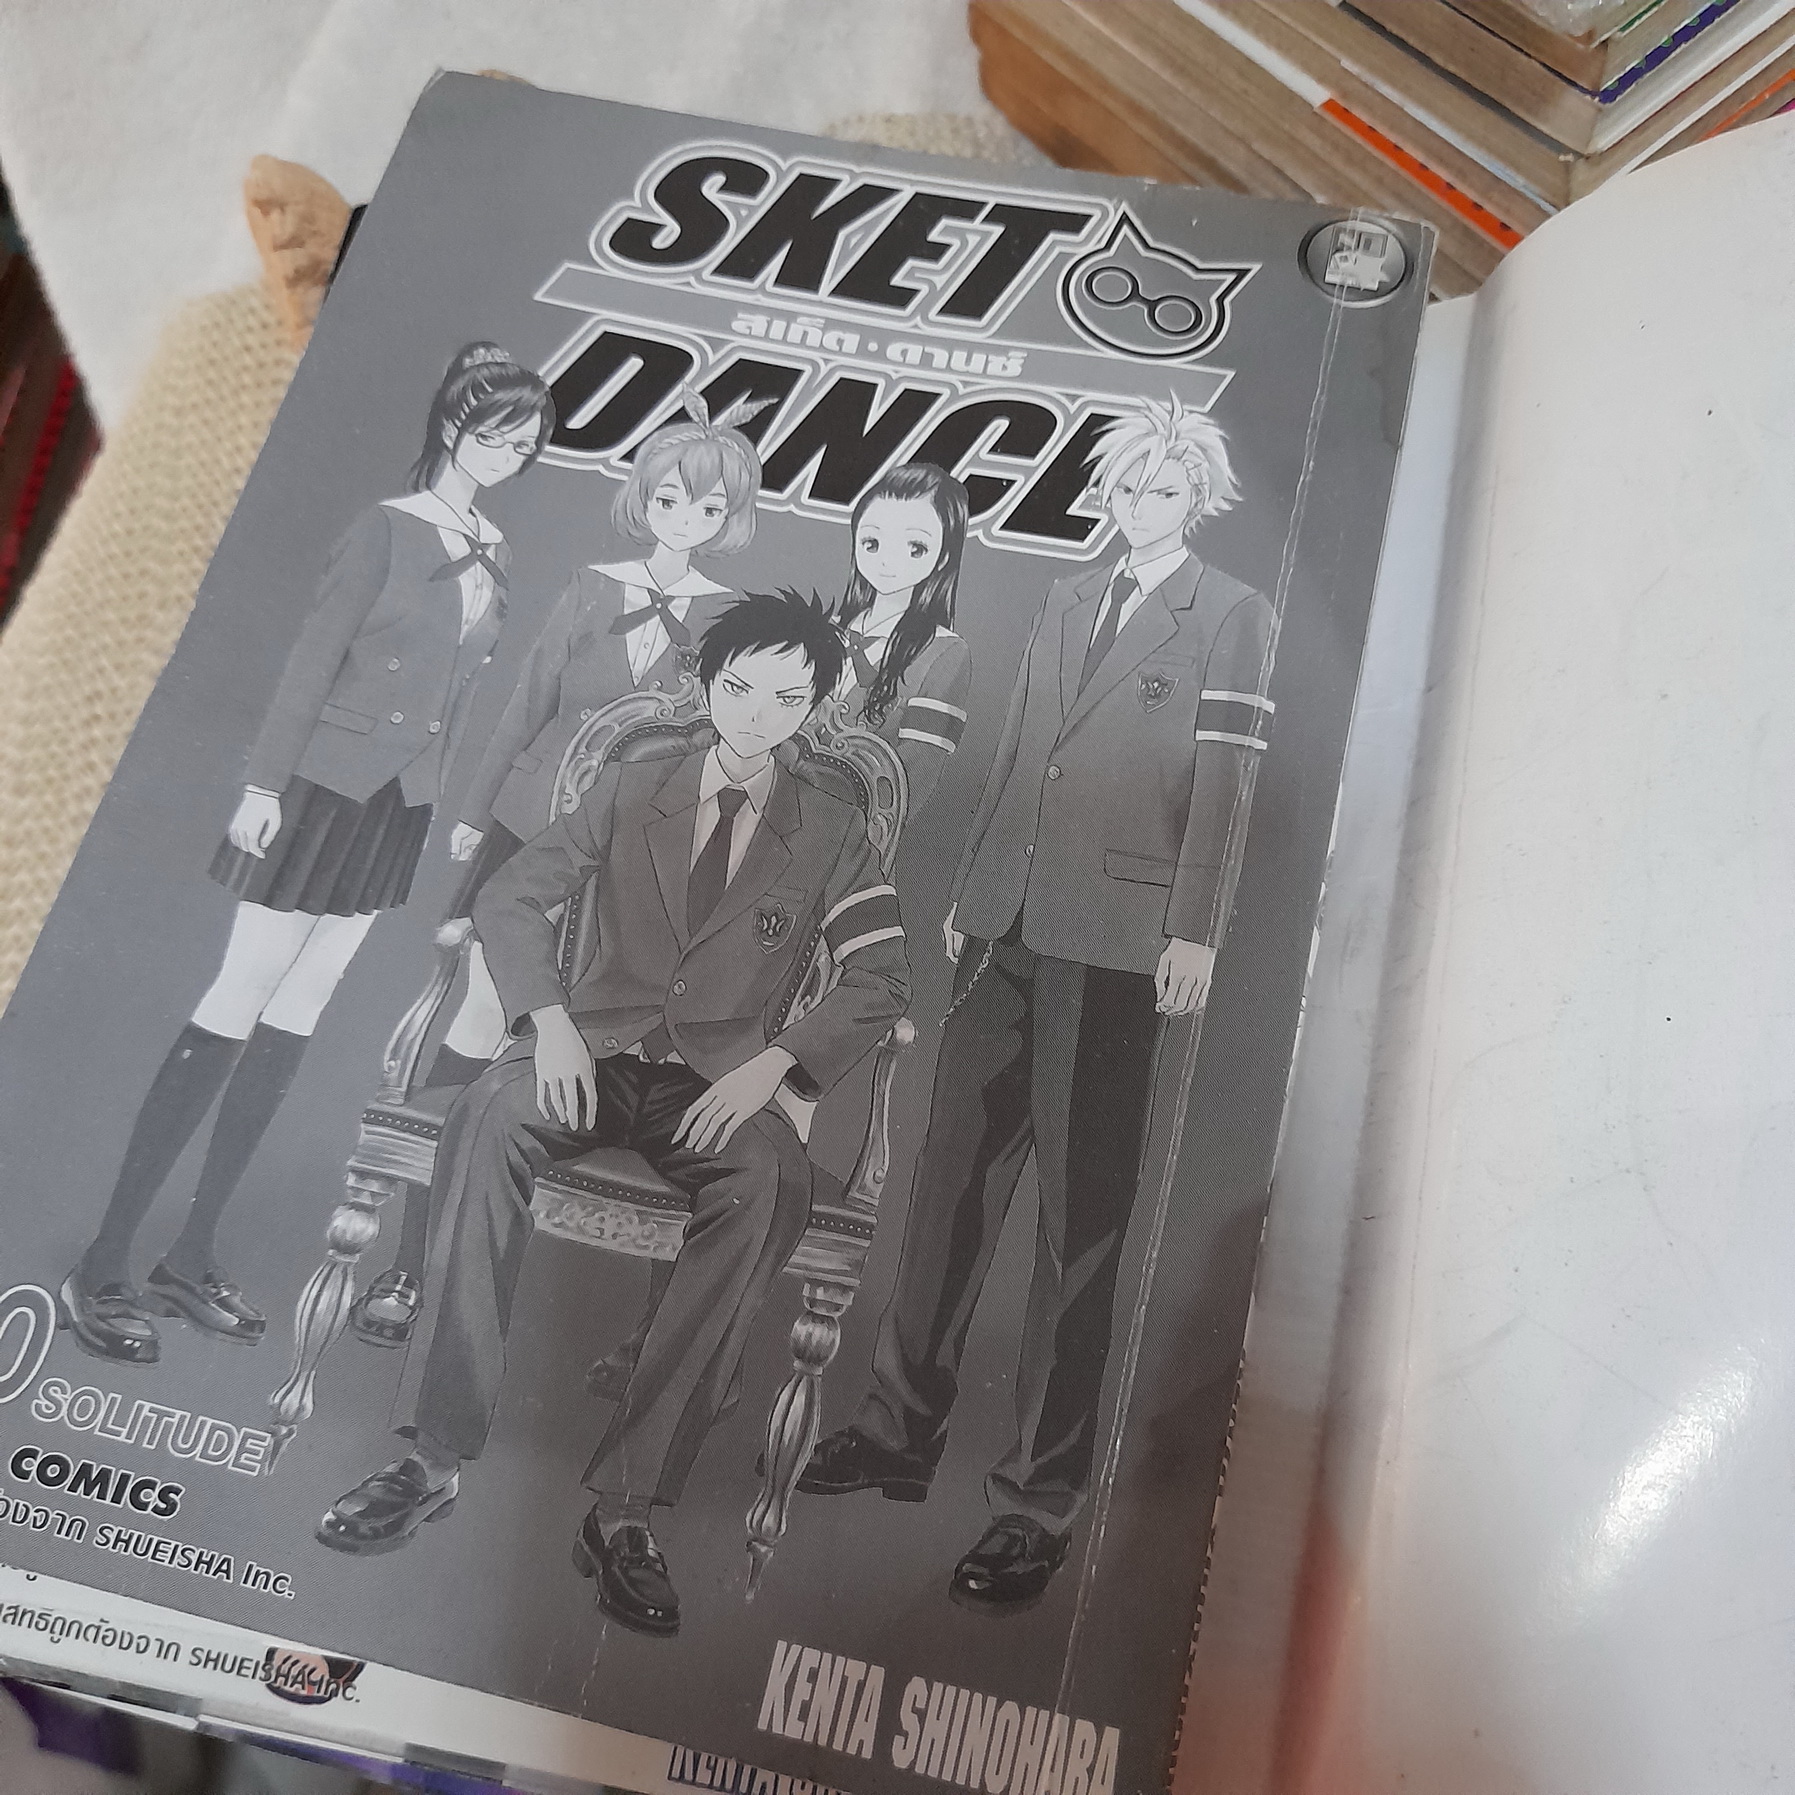 SKET
สเก็ต · ดานซ์
DANCE
SOLITUDE
COMICS
องจาก SHUEISHA Inc.
สิทธิ์ถูกต้องจาก SHUEISHA Inc.
KENTA SHINOHARA